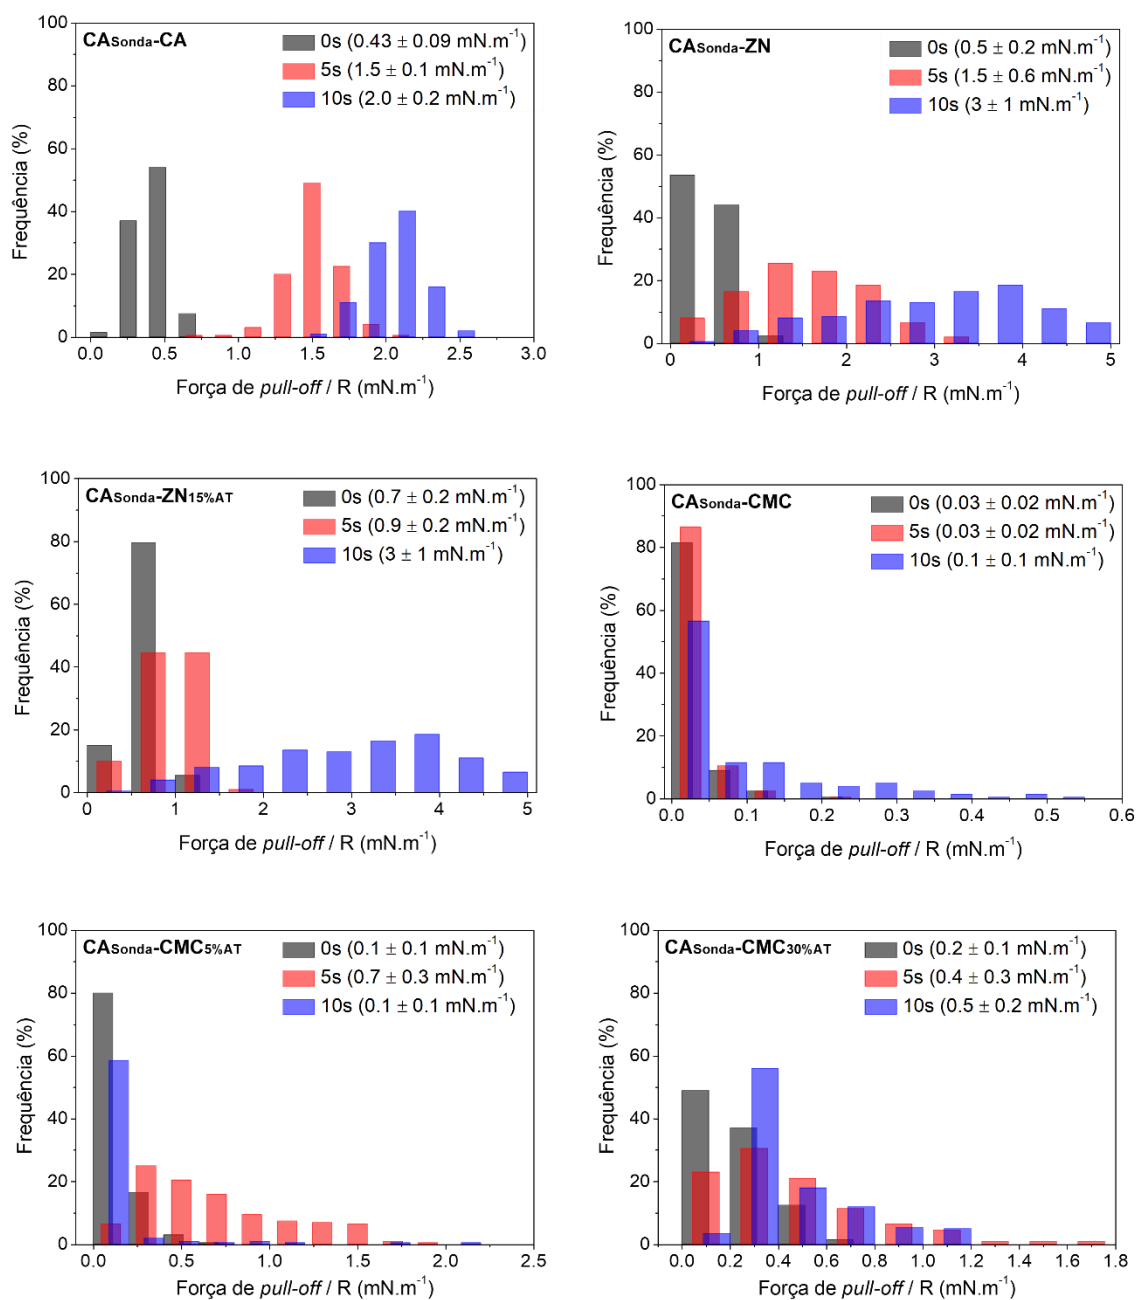 CASonda-CA
0s (0.43 ± 0.09 mN.m-1)
5s (1.5 ± 0.1 mN.m-1)
10s (2.0 ± 0.2 mN.m-1)
100
80
60
40
20
0
Frequência (%)
0.0 0.5 1.0 1.5 2.0 2.5 3.0
Força de pull-off / R (mN.m-1)
CASonda-ZN
0s (0.5 ± 0.2 mN.m-1)
5s (1.5 ± 0.6 mN.m-1)
10s (3 ± 1 mN.m-1)
100
80
60
40
20
0
Frequência (%)
0 1 2 3 4 5
Força de pull-off / R (mN.m-1)
CASonda-ZN15%AT
0s (0.7 ± 0.2 mN.m-1)
5s (0.9 ± 0.2 mN.m-1)
10s (3 ± 1 mN.m-1)
100
80
60
40
20
0
Frequência (%)
0 1 2 3 4 5
Força de pull-off / R (mN.m-1)
CASonda-CMC
0s (0.03 ± 0.02 mN.m-1)
5s (0.03 ± 0.02 mN.m-1)
10s (0.1 ± 0.1 mN.m-1)
100
80
60
40
20
0
Frequência (%)
0.0 0.1 0.2 0.3 0.4 0.5 0.6
Força de pull-off / R (mN.m-1)
CASonda-CMC5%AT
0s (0.1 ± 0.1 mN.m-1)
5s (0.7 ± 0.3 mN.m-1)
10s (0.1 ± 0.1 mN.m-1)
100
80
60
40
20
0
Frequência (%)
0.0 0.5 1.0 1.5 2.0 2.5
Força de pull-off / R (mN.m-1)
CASonda-CMC30%AT
0s (0.2 ± 0.1 mN.m-1)
5s (0.4 ± 0.3 mN.m-1)
10s (0.5 ± 0.2 mN.m-1)
100
80
60
40
20
0
Frequência (%)
0.0 0.2 0.4 0.6 0.8 1.0 1.2 1.4 1.6 1.8
Força de pull-off / R (mN.m-1)